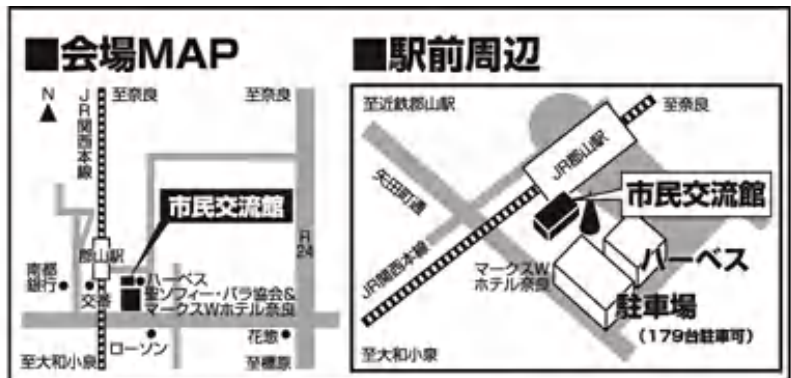 ■会場MAP
N
JR関西本線
至奈良
至奈良
市民交流館
R24
郡山駅
南都
銀行
交番
ハーベス
聖ソフィー・バラ協会&
マークスWホテル奈良
ローソン
至大和小泉
至橿原
■駅前周辺
至近鉄郡山駅
至奈良
JR郡山駅
矢田町通
市民交流館
JR関西本線
マークスW
ホテル奈良
ハーベス
駐車場
(179台駐車可)
至大和小泉